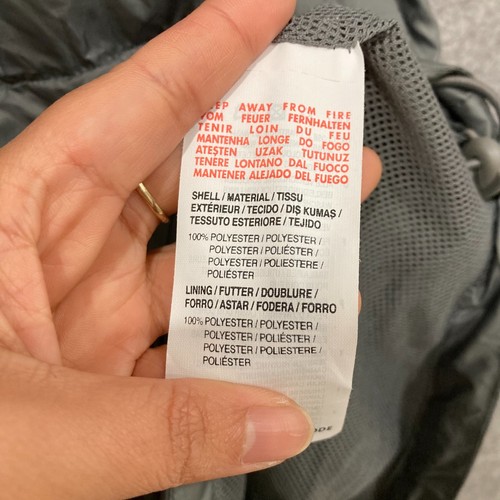 AWAY FROM FIRE
VOM FEUER FERNHALTEN
TENIR LOIN DU FEU
MANTENHA LONGE DO FOGO
ATEŞTEN UZAK TUTUNUZ
TENERE LONTANO DAL FUOCO
MANTENER ALEJADO DEL FUEGO
SHELL / MATERIAL / TISSU
EXTÉRIEUR / TECIDO / DIŞ KUMAŞ /
TESSUTO ESTERIORE / TEJIDO
100% POLYESTER / POLYESTER /
POLYESTER / POLIÉSTER /
POLYESTER / POLIESTERE /
POLIÉSTER
LINING / FUTTER / DOUBLURE /
FORRO / ASTAR / FODERA / FORRO
100% POLYESTER / POLYESTER /
POLYESTER / POLIÉSTER /
POLYESTER / POLIESTERE /
POLIÉSTER